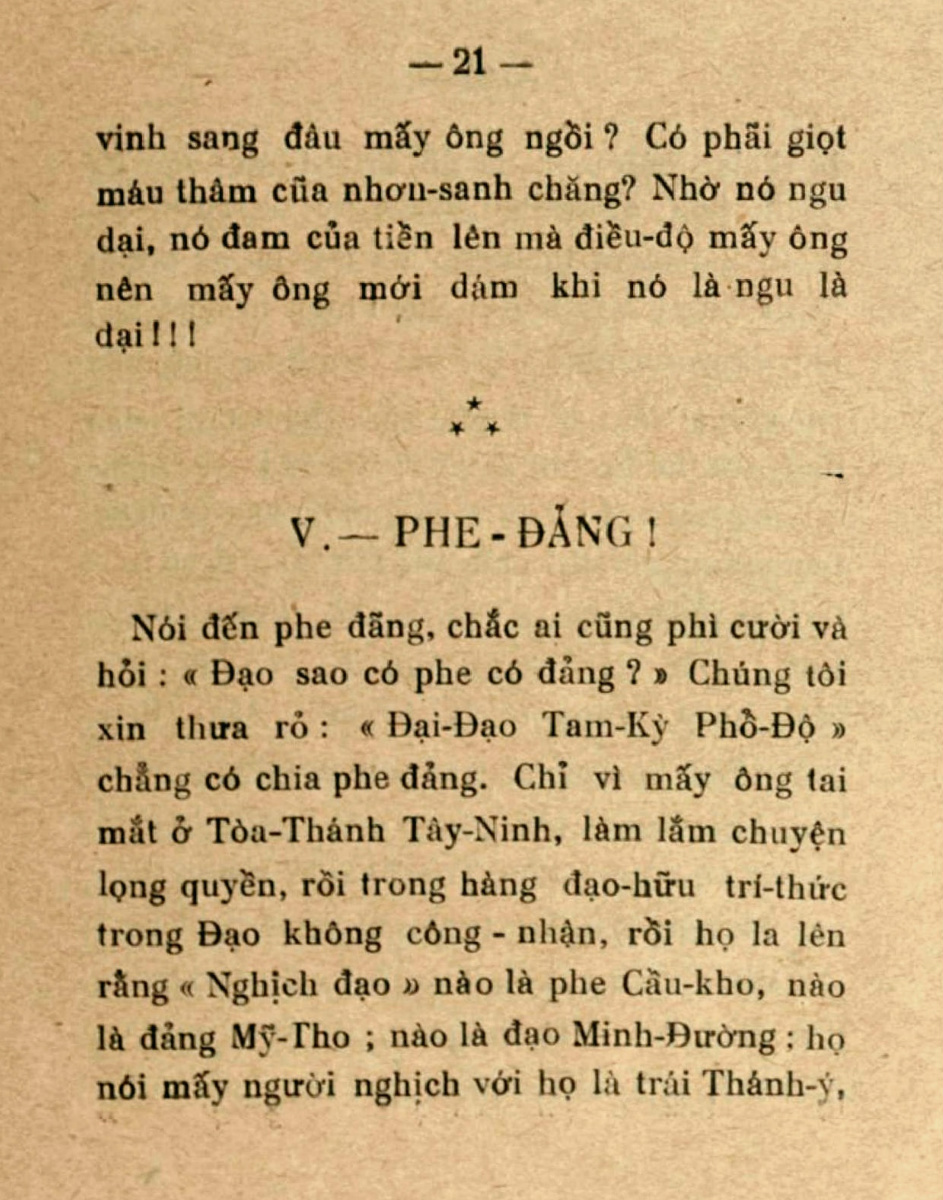 — 21 —
vinh sang đâu mấy ông ngồi ? Có phãi giọt
máu thâm cũa nhơn-sanh chăng? Nhờ nó ngu
dại, nó đam của tiền lên mà điều-độ mấy ông
nên mấy ông mới dám khi nó là ngu là
dại ! ! !
V. — PHE - ĐẢNG !
Nói đến phe đãng, chắc ai cũng phì cười và
hỏi : « Đạo sao có phe có đảng ? » Chúng tôi
xin thưa rỏ : « Đại-Đạo Tam-Kỳ Phổ-Độ »
chẳng có chia phe đảng. Chỉ vì mấy ông tai
mắt ở Tòa-Thánh Tây-Ninh, làm lắm chuyện
lọng quyền, rồi trong hàng đạo-hữu trí-thức
trong Đạo không công - nhận, rồi họ la lên
rằng « Nghịch đạo » nào là phe Cầu-kho, nào
là đảng Mỹ-Tho ; nào là đạo Minh-Đường ; họ
nói mấy người nghịch với họ là trái Thánh-ý,